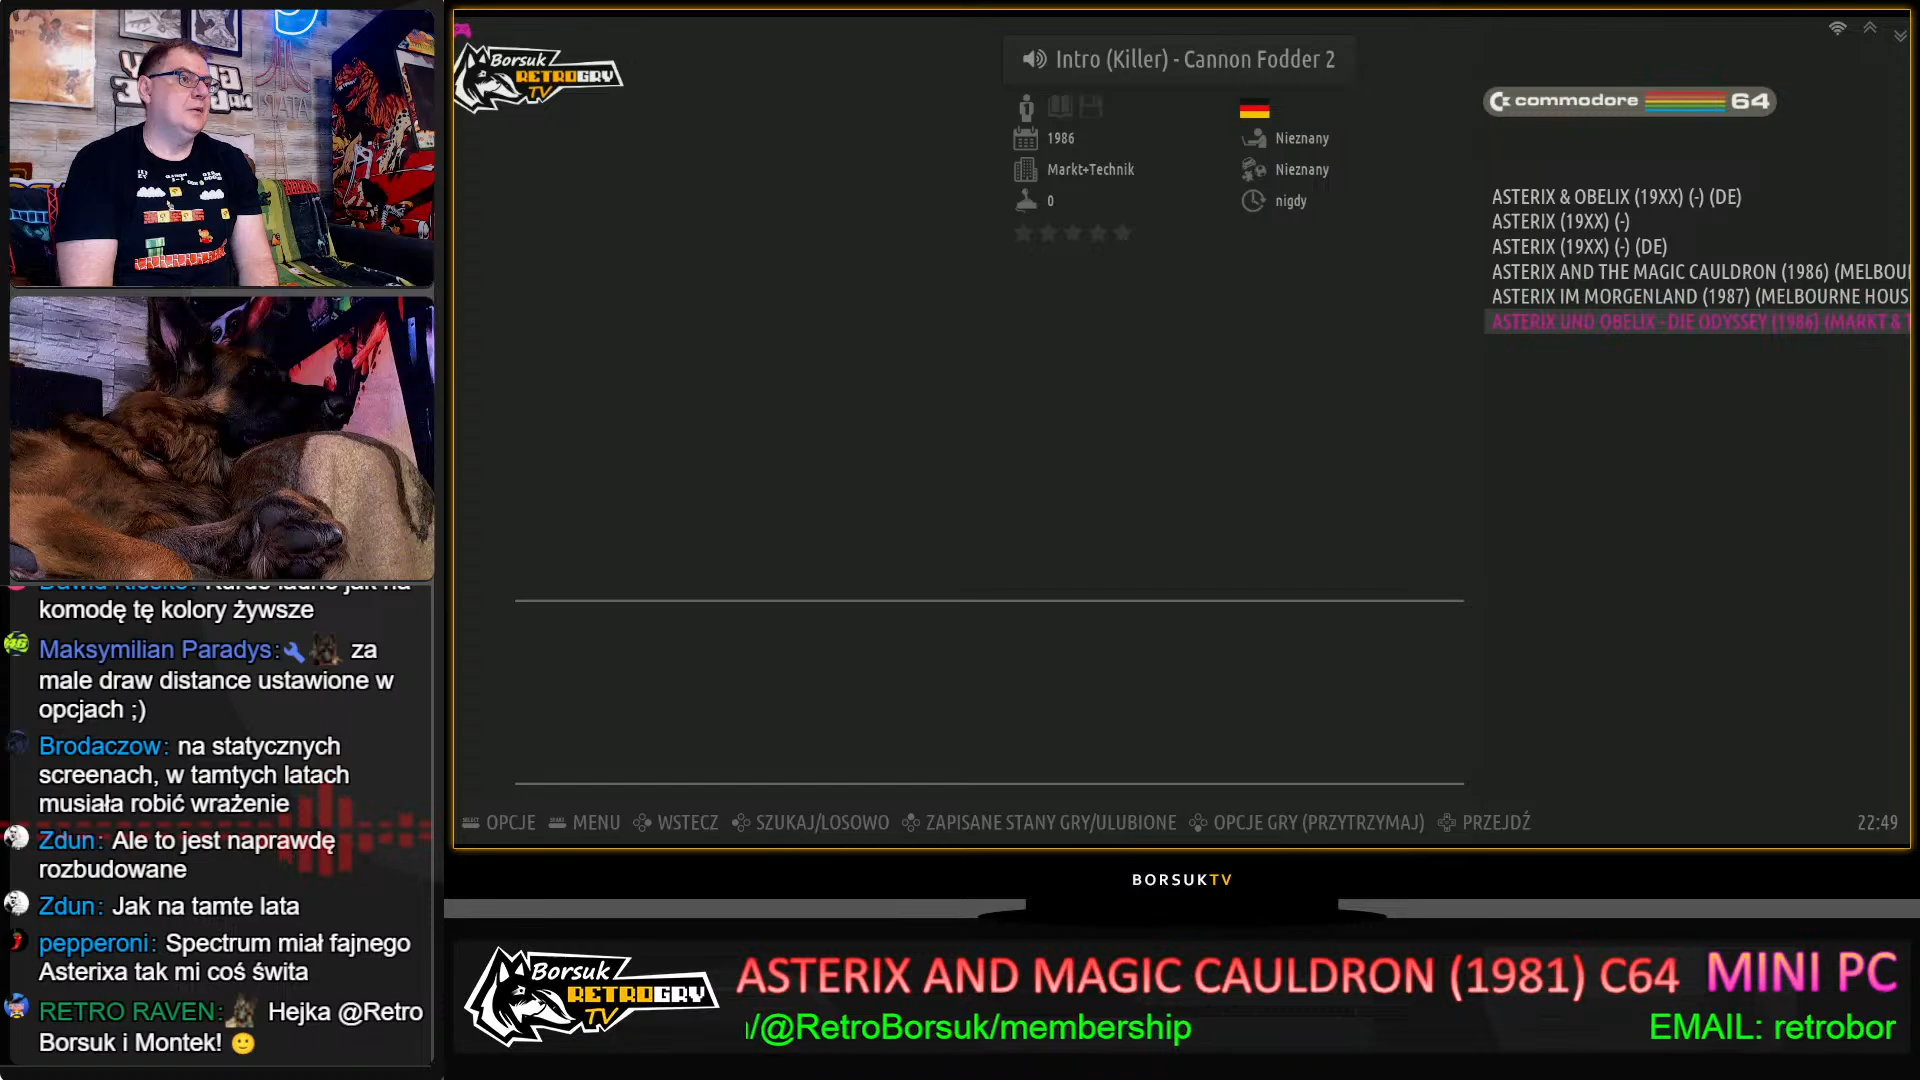 Borsuk
RETROGRY
TV
Intro (Killer) - Cannon Fodder 2
1986
Nieznany
Markt+Technik
Nieznany
0
nigdy
commodore 64
ASTERIX & OBELIX (19XX) (-) (DE)
ASTERIX (19XX) (-)
ASTERIX (19XX) (-) (DE)
ASTERIX AND THE MAGIC CAULDRON (1986) (MELBOU
ASTERIX IM MORGENLAND (1987) (MELBOURNE HOUS
ASTERIX UND OBELIX - DIE ODYSSEY (1986) (MARKT & T
OPCJE
MENU
WSTECZ
SZUKAJ/LOSOWO
ZAPISANE STANY GRY/ULUBIONE
OPCJE GRY (PRZYTRZYMAJ)
PRZEJDŹ
22:49
komodę tę kolory żywsze
Maksymilian Paradys: za
male draw distance ustawione w
opcjach ;)
Brodaczow: na statycznych
screenach, w tamtych latach
musiała robić wrażenie
Zdun: Ale to jest naprawdę
rozbudowane
Zdun: Jak na tamte lata
pepperoni: Spectrum miał fajnego
Asterixa tak mi coś świta
RETRO RAVEN: Hejka @Retro
Borsuk i Montek!
BORSUKTV
Borsuk
RETROGRY
TV
ASTERIX AND MAGIC CAULDRON (1981) C64
MINI PC
/@RetroBorsuk/membership
EMAIL: retrobor